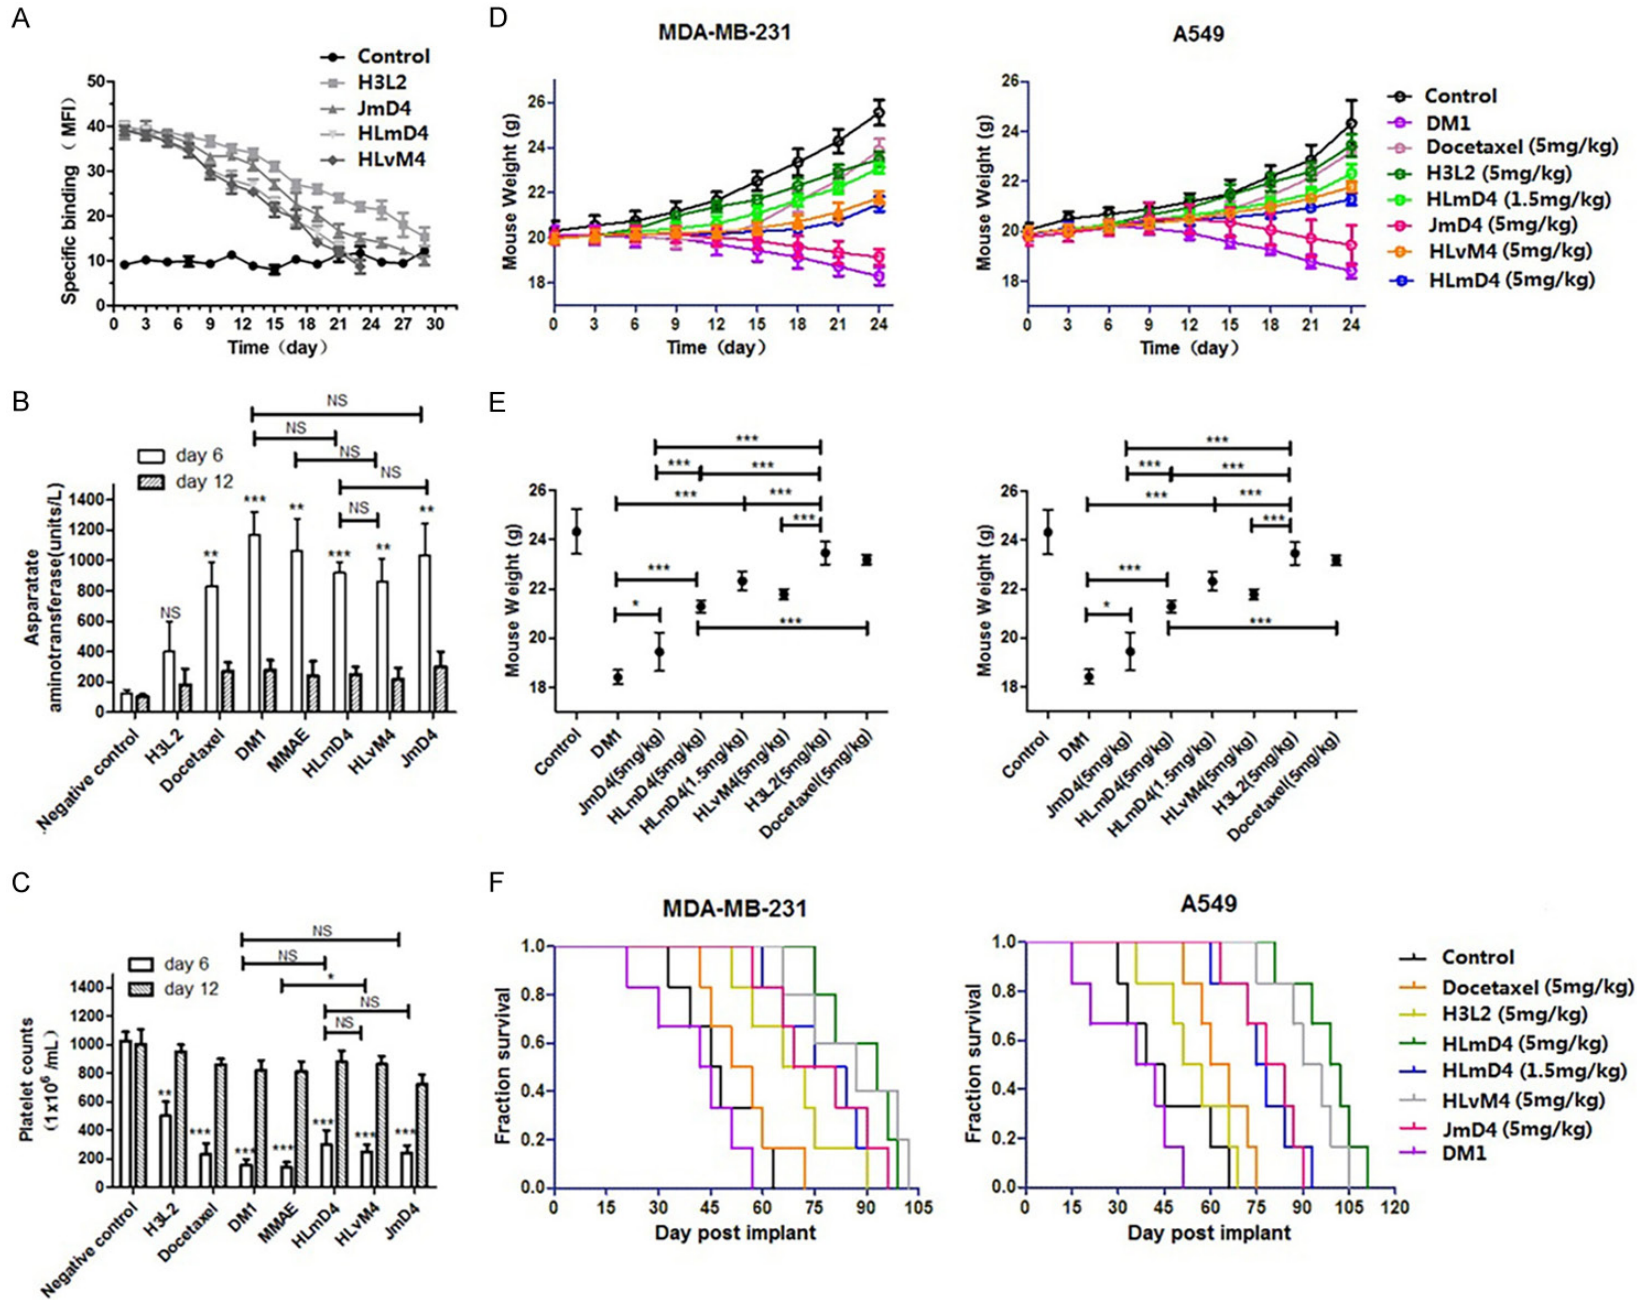 A
Control
H3L2
JmD4
HLmD4
HLvM4
50
40
30
20
10
0
Specific binding (MFI)
0 3 6 9 12 15 18 21 24 27 30
Time (day)
D
MDA-MB-231
26
24
22
20
18
Mouse Weight (g)
0 3 6 9 12 15 18 21 24
Time (day)
A549
26
24
22
20
18
Mouse Weight (g)
0 3 6 9 12 15 18 21 24
Time (day)
Control
DM1
Docetaxel (5mg/kg)
H3L2 (5mg/kg)
HLmD4 (1.5mg/kg)
JmD4 (5mg/kg)
HLvM4 (5mg/kg)
HLmD4 (5mg/kg)
B
NS
NS
NS
NS
NS
day 6
day 12
Asparatate
aminotransferase(units/L)
1400
1200
1000
800
600
400
200
0
NS
**
***
**
***
**
**
Negative control
H3L2
Docetaxel
DM1
MMAE
HLmD4
HLvM4
JmD4
E
***
*** ***
*** ***
***
***
*
***
26
24
22
20
18
Mouse Weight (g)
Control
DM1
JmD4(5mg/kg)
HLmD4(5mg/kg)
HLmD4(1.5mg/kg)
HLvM4(5mg/kg)
H3L2(5mg/kg)
Docetaxel(5mg/kg)
***
*** ***
*** ***
***
***
*
***
26
24
22
20
18
Mouse Weight (g)
Control
DM1
JmD4(5mg/kg)
HLmD4(5mg/kg)
HLmD4(1.5mg/kg)
HLvM4(5mg/kg)
H3L2(5mg/kg)
Docetaxel(5mg/kg)
C
NS
NS
*
NS
NS
day 6
day 12
Platelet counts
(1x10⁶ /mL)
1400
1200
1000
800
600
400
200
0
**
***
***
***
***
***
***
Negative control
H3L2
Docetaxel
DM1
MMAE
HLmD4
HLvM4
JmD4
F
MDA-MB-231
1.0
0.8
0.6
0.4
0.2
0.0
Fraction survival
0 15 30 45 60 75 90 105
Day post implant
A549
1.0
0.8
0.6
0.4
0.2
0.0
Fraction survival
0 15 30 45 60 75 90 105 120
Day post implant
Control
Docetaxel (5mg/kg)
H3L2 (5mg/kg)
HLmD4 (5mg/kg)
HLmD4 (1.5mg/kg)
HLvM4 (5mg/kg)
JmD4 (5mg/kg)
DM1